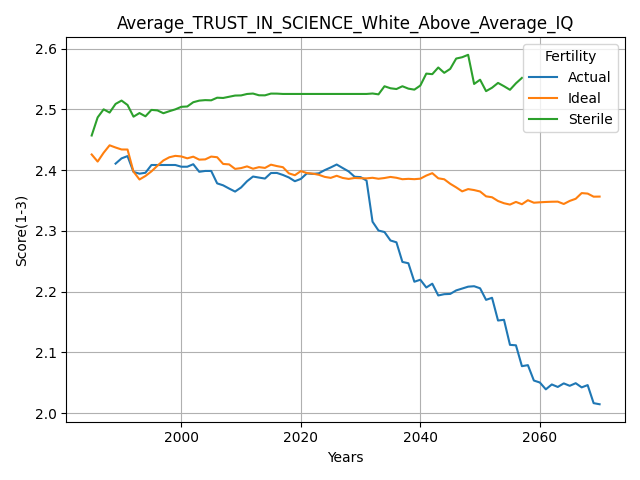 Average_TRUST_IN_SCIENCE_White_Above_Average_IQ
Fertility
Actual
Ideal
Sterile
Score(1-3)
2.6
2.5
2.4
2.3
2.2
2.1
2.0
2000
2020
2040
2060
Years